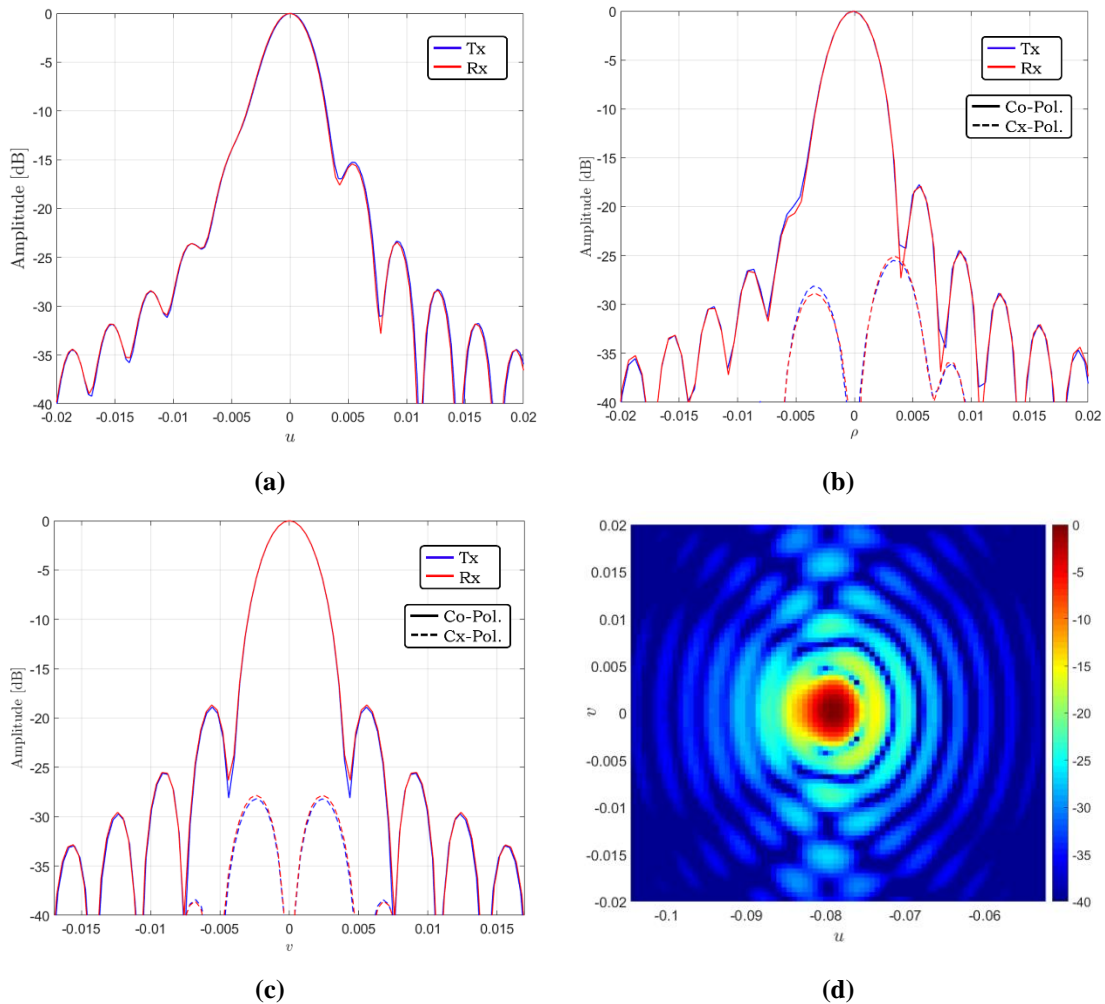 0
-5
-10
-15
-20
-25
-30
-35
-40
Amplitude [dB]
Tx
Rx
-0.02 -0.015 -0.01 -0.005 0 0.005 0.01 0.015 0.02
u
(a)
0
-5
-10
-15
-20
-25
-30
-35
-40
Amplitude [dB]
Tx
Rx
Co-Pol.
Cx-Pol.
-0.02 -0.015 -0.01 -0.005 0 0.005 0.01 0.015 0.02
ρ
(b)
0
-5
-10
-15
-20
-25
-30
-35
-40
Amplitude [dB]
Tx
Rx
Co-Pol.
Cx-Pol.
-0.015 -0.01 -0.005 0 0.005 0.01 0.015
v
(c)
0.02
0.015
0.01
0.005
0
-0.005
-0.01
-0.015
-0.02
v
-0.1 -0.09 -0.08 -0.07 -0.06
u
0
-5
-10
-15
-20
-25
-30
-35
-40
(d)